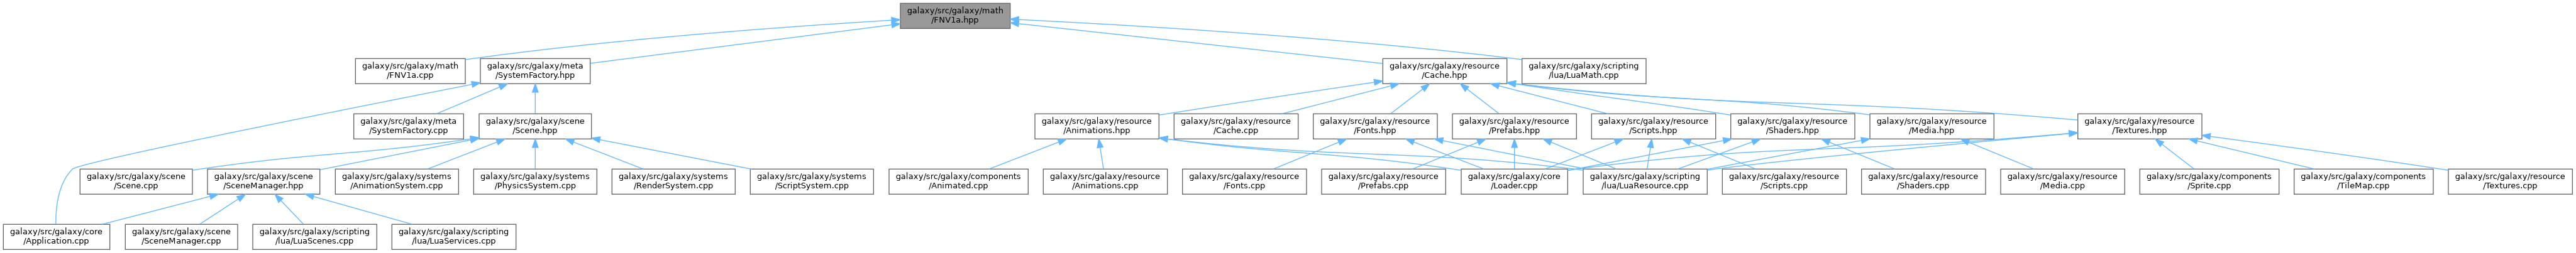 galaxy/src/galaxy/math
/FNV1a.hpp
galaxy/src/galaxy/math
/FNV1a.cpp
galaxy/src/galaxy/meta
/SystemFactory.hpp
galaxy/src/galaxy/resource
/Cache.hpp
galaxy/src/galaxy/scripting
/lua/LuaMath.cpp
galaxy/src/galaxy/meta
/SystemFactory.cpp
galaxy/src/galaxy/scene
/Scene.hpp
galaxy/src/galaxy/resource
/Animations.hpp
galaxy/src/galaxy/resource
/Cache.cpp
galaxy/src/galaxy/resource
/Fonts.hpp
galaxy/src/galaxy/resource
/Prefabs.hpp
galaxy/src/galaxy/resource
/Scripts.hpp
galaxy/src/galaxy/resource
/Shaders.hpp
galaxy/src/galaxy/resource
/Media.hpp
galaxy/src/galaxy/resource
/Textures.hpp
galaxy/src/galaxy/scene
/Scene.cpp
galaxy/src/galaxy/scene
/SceneManager.hpp
galaxy/src/galaxy/systems
/AnimationSystem.cpp
galaxy/src/galaxy/systems
/PhysicsSystem.cpp
galaxy/src/galaxy/systems
/RenderSystem.cpp
galaxy/src/galaxy/systems
/ScriptSystem.cpp
galaxy/src/galaxy/components
/Animated.cpp
galaxy/src/galaxy/resource
/Animations.cpp
galaxy/src/galaxy/resource
/Fonts.cpp
galaxy/src/galaxy/resource
/Prefabs.cpp
galaxy/src/galaxy/core
/Loader.cpp
galaxy/src/galaxy/scripting
/lua/LuaResource.cpp
galaxy/src/galaxy/resource
/Scripts.cpp
galaxy/src/galaxy/resource
/Shaders.cpp
galaxy/src/galaxy/resource
/Media.cpp
galaxy/src/galaxy/components
/Sprite.cpp
galaxy/src/galaxy/components
/TileMap.cpp
galaxy/src/galaxy/resource
/Textures.cpp
galaxy/src/galaxy/core
/Application.cpp
galaxy/src/galaxy/scene
/SceneManager.cpp
galaxy/src/galaxy/scripting
/lua/LuaScenes.cpp
galaxy/src/galaxy/scripting
/lua/LuaServices.cpp